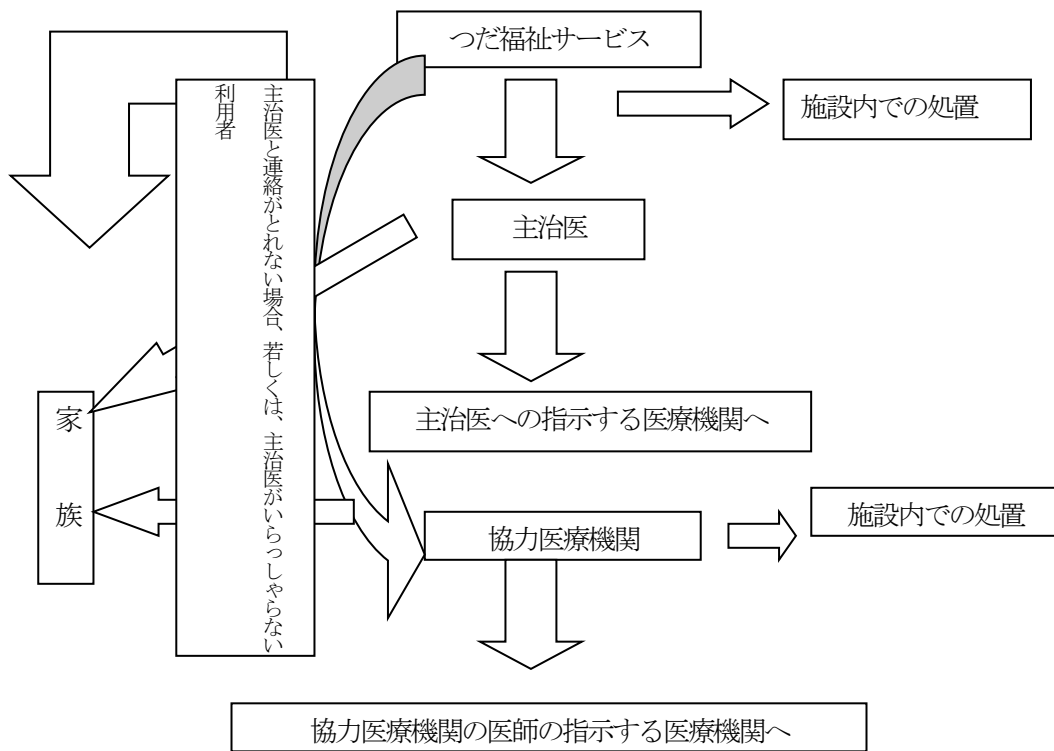 つだ福祉サービス
施設内での処置
主治医と連絡がとれない場合、若しくは、主治医がいらっしゃらない
利用者
主治医
主治医への指示する医療機関へ
家族
施設内での処置
協力医療機関
協力医療機関の医師の指示する医療機関へ